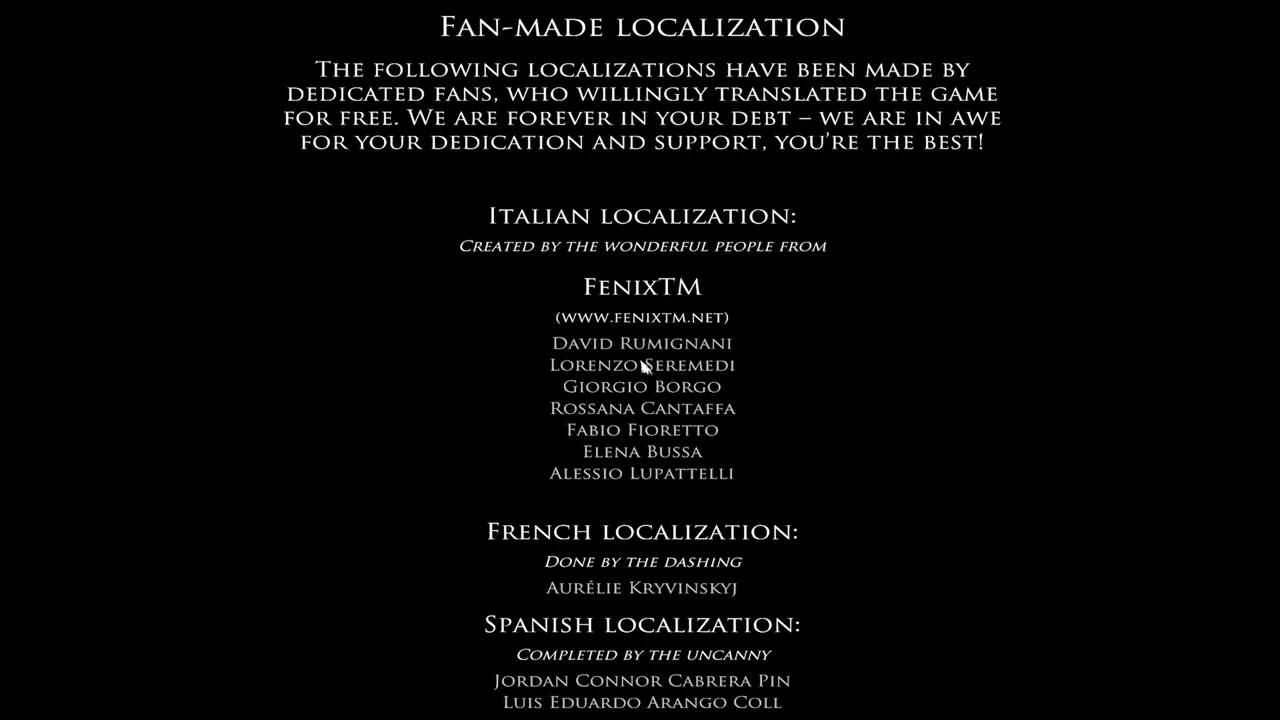 Fan-made localization
The following localizations have been made by
dedicated fans, who willingly translated the game
for free. We are forever in your debt – we are in awe
for your dedication and support, you're the best!
Italian localization:
Created by the wonderful people from
FenixTM
(www.fenixtm.net)
David Rumignani
Lorenzo Seremedi
Giorgio Borgo
Rossana Cantaffa
Fabio Fioretto
Elena Bussa
Alessio Lupattelli
French localization:
Done by the dashing
Aurélie Kryvinskyj
Spanish localization:
Completed by the uncanny
Jordan Connor Cabrera Pin
Luis Eduardo Arango Coll